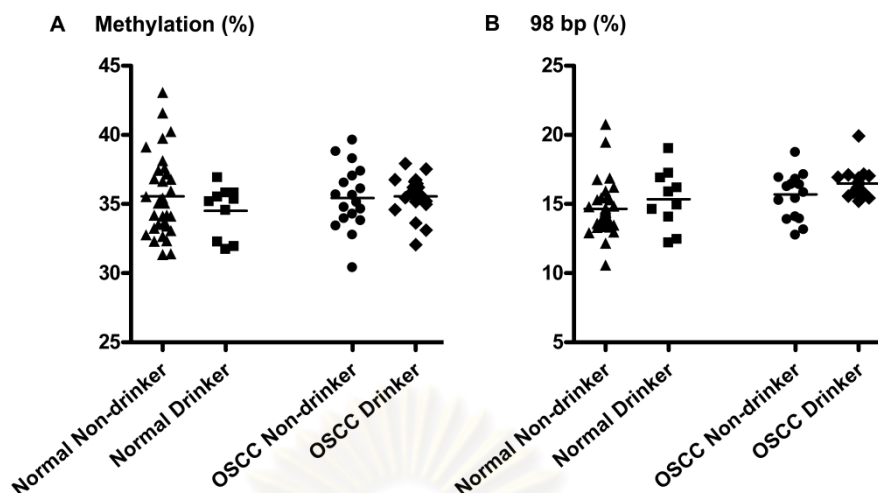 A Methylation (%)
45
40
35
30
25
Normal Non-drinker
Normal Drinker
OSCC Non-drinker
OSCC Drinker
B 98 bp (%)
25
20
15
10
5
Normal Non-drinker
Normal Drinker
OSCC Non-drinker
OSCC Drinker